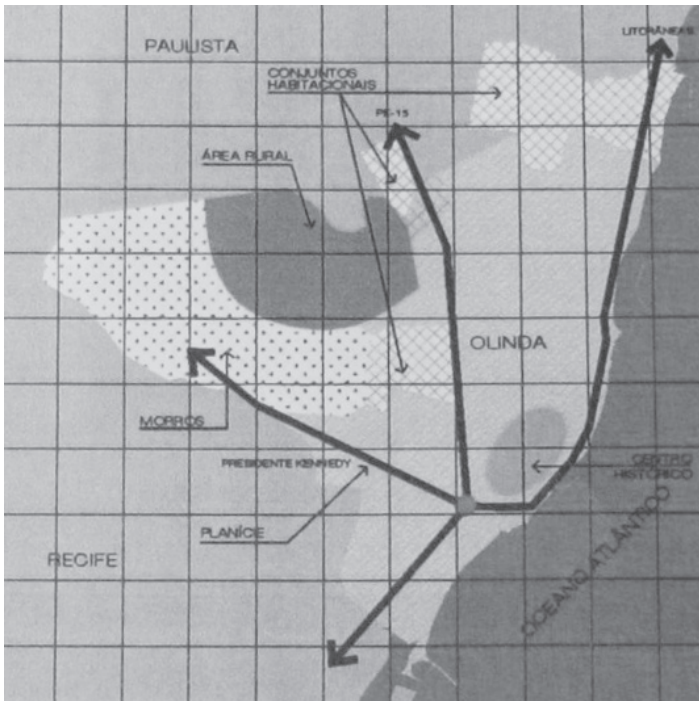 LITORÂNEAS
PAULISTA
CONJUNTOS
HABITACIONAIS
PE-15
ÁREA RURAL
OLINDA
MORROS
PRESIDENTE KENNEDY
CENTRO
HISTÓRICO
PLANÍCIE
RECIFE
OCEANO ATLÂNTICO